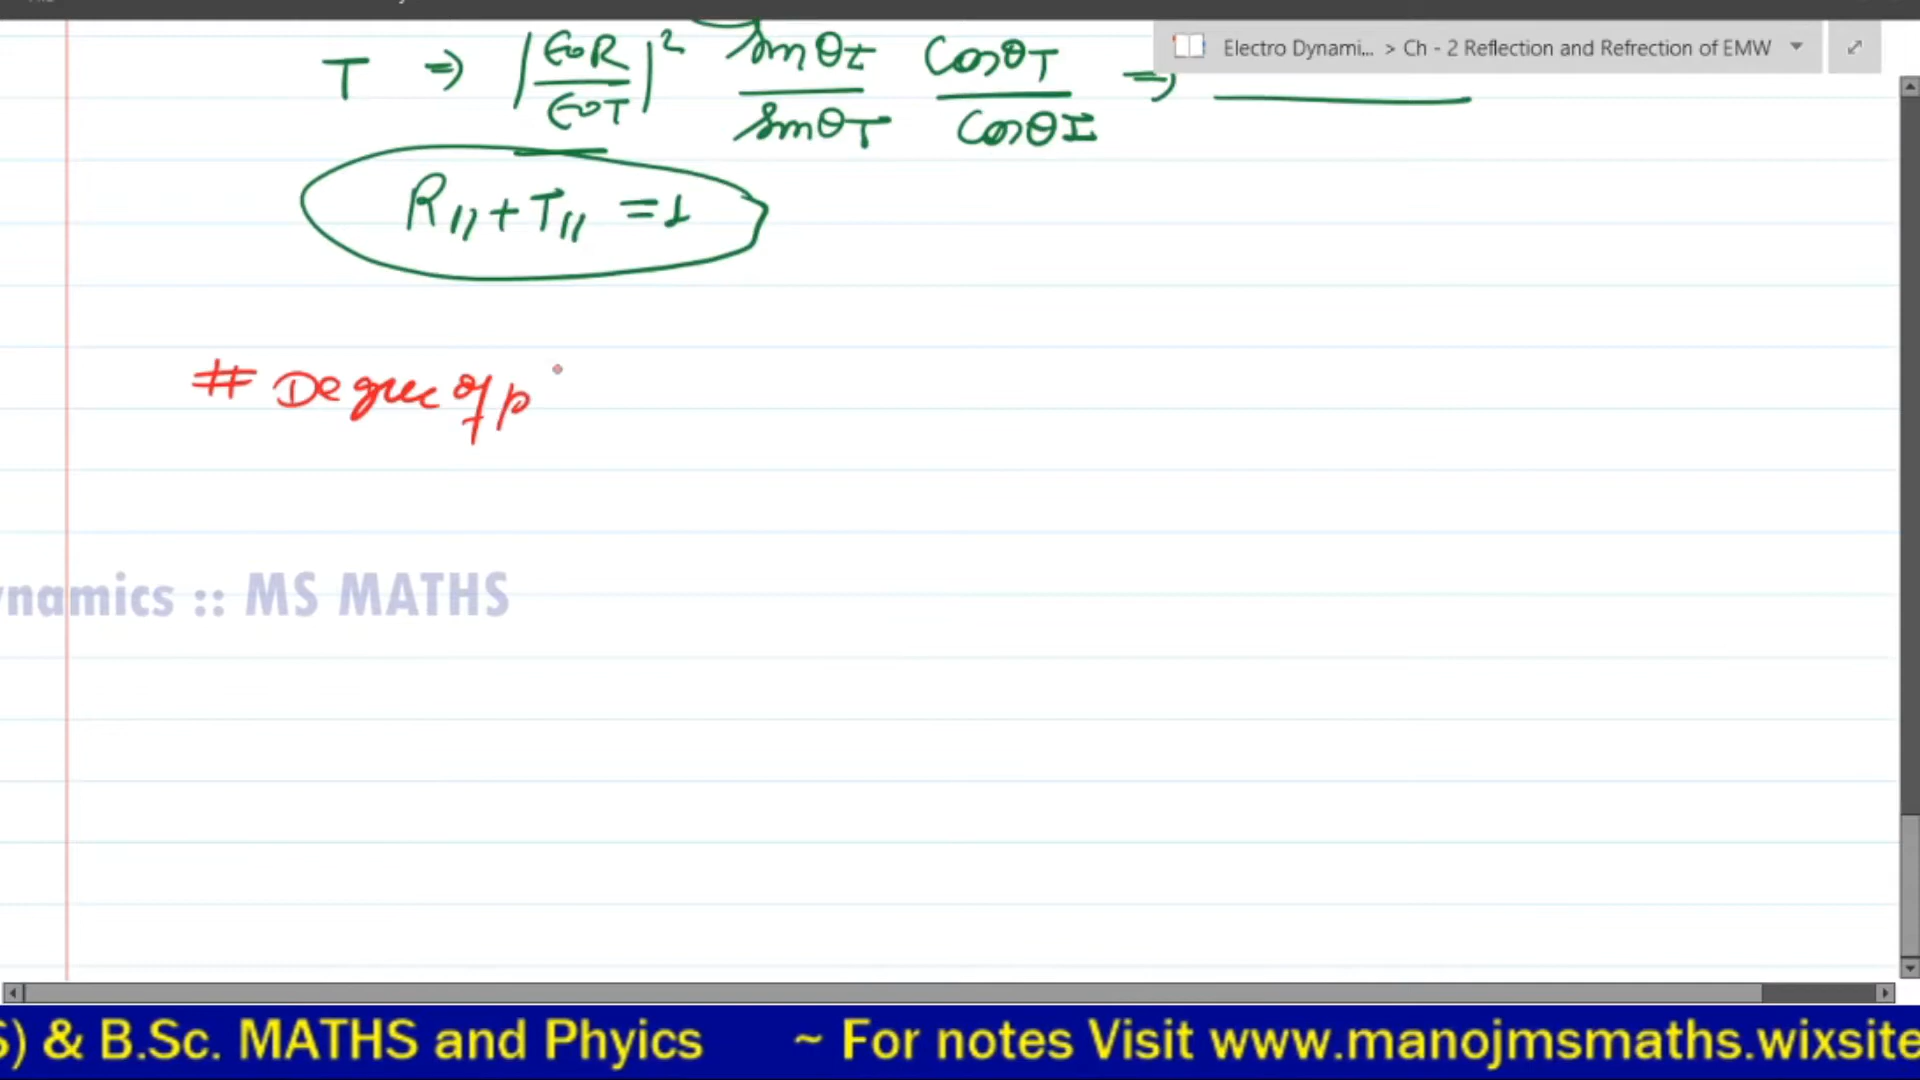 Electro Dynami... > Ch - 2 Reflection and Refrection of EMW
T ⇒ |E0R/E0T|² sinθI/sinθT cosθT/cosθI ⇒
R// + T// = 1
# Degree of p
ynamics :: MS MATHS
S) & B.Sc. MATHS and Phyics ~ For notes Visit www.manojmsmaths.wixsite